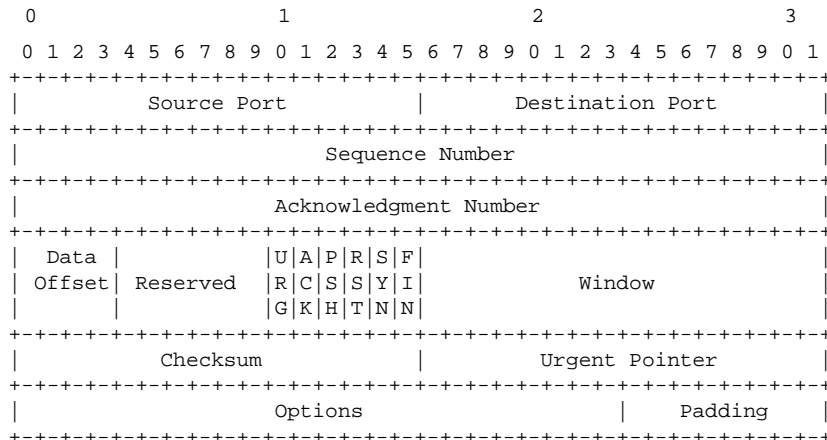 0                   1                   2                   3
 0 1 2 3 4 5 6 7 8 9 0 1 2 3 4 5 6 7 8 9 0 1 2 3 4 5 6 7 8 9 0 1
+-+-+-+-+-+-+-+-+-+-+-+-+-+-+-+-+-+-+-+-+-+-+-+-+-+-+-+-+-+-+-+-+
|          Source Port          |       Destination Port        |
+-+-+-+-+-+-+-+-+-+-+-+-+-+-+-+-+-+-+-+-+-+-+-+-+-+-+-+-+-+-+-+-+
|                        Sequence Number                        |
+-+-+-+-+-+-+-+-+-+-+-+-+-+-+-+-+-+-+-+-+-+-+-+-+-+-+-+-+-+-+-+-+
|                    Acknowledgment Number                      |
+-+-+-+-+-+-+-+-+-+-+-+-+-+-+-+-+-+-+-+-+-+-+-+-+-+-+-+-+-+-+-+-+
|  Data |           |U|A|P|R|S|F|                               |
| Offset| Reserved  |R|C|S|S|Y|I|            Window             |
|       |           |G|K|H|T|N|N|                               |
+-+-+-+-+-+-+-+-+-+-+-+-+-+-+-+-+-+-+-+-+-+-+-+-+-+-+-+-+-+-+-+-+
|           Checksum            |         Urgent Pointer        |
+-+-+-+-+-+-+-+-+-+-+-+-+-+-+-+-+-+-+-+-+-+-+-+-+-+-+-+-+-+-+-+-+
|                    Options                    |    Padding    |
+-+-+-+-+-+-+-+-+-+-+-+-+-+-+-+-+-+-+-+-+-+-+-+-+-+-+-+-+-+-+-+-+